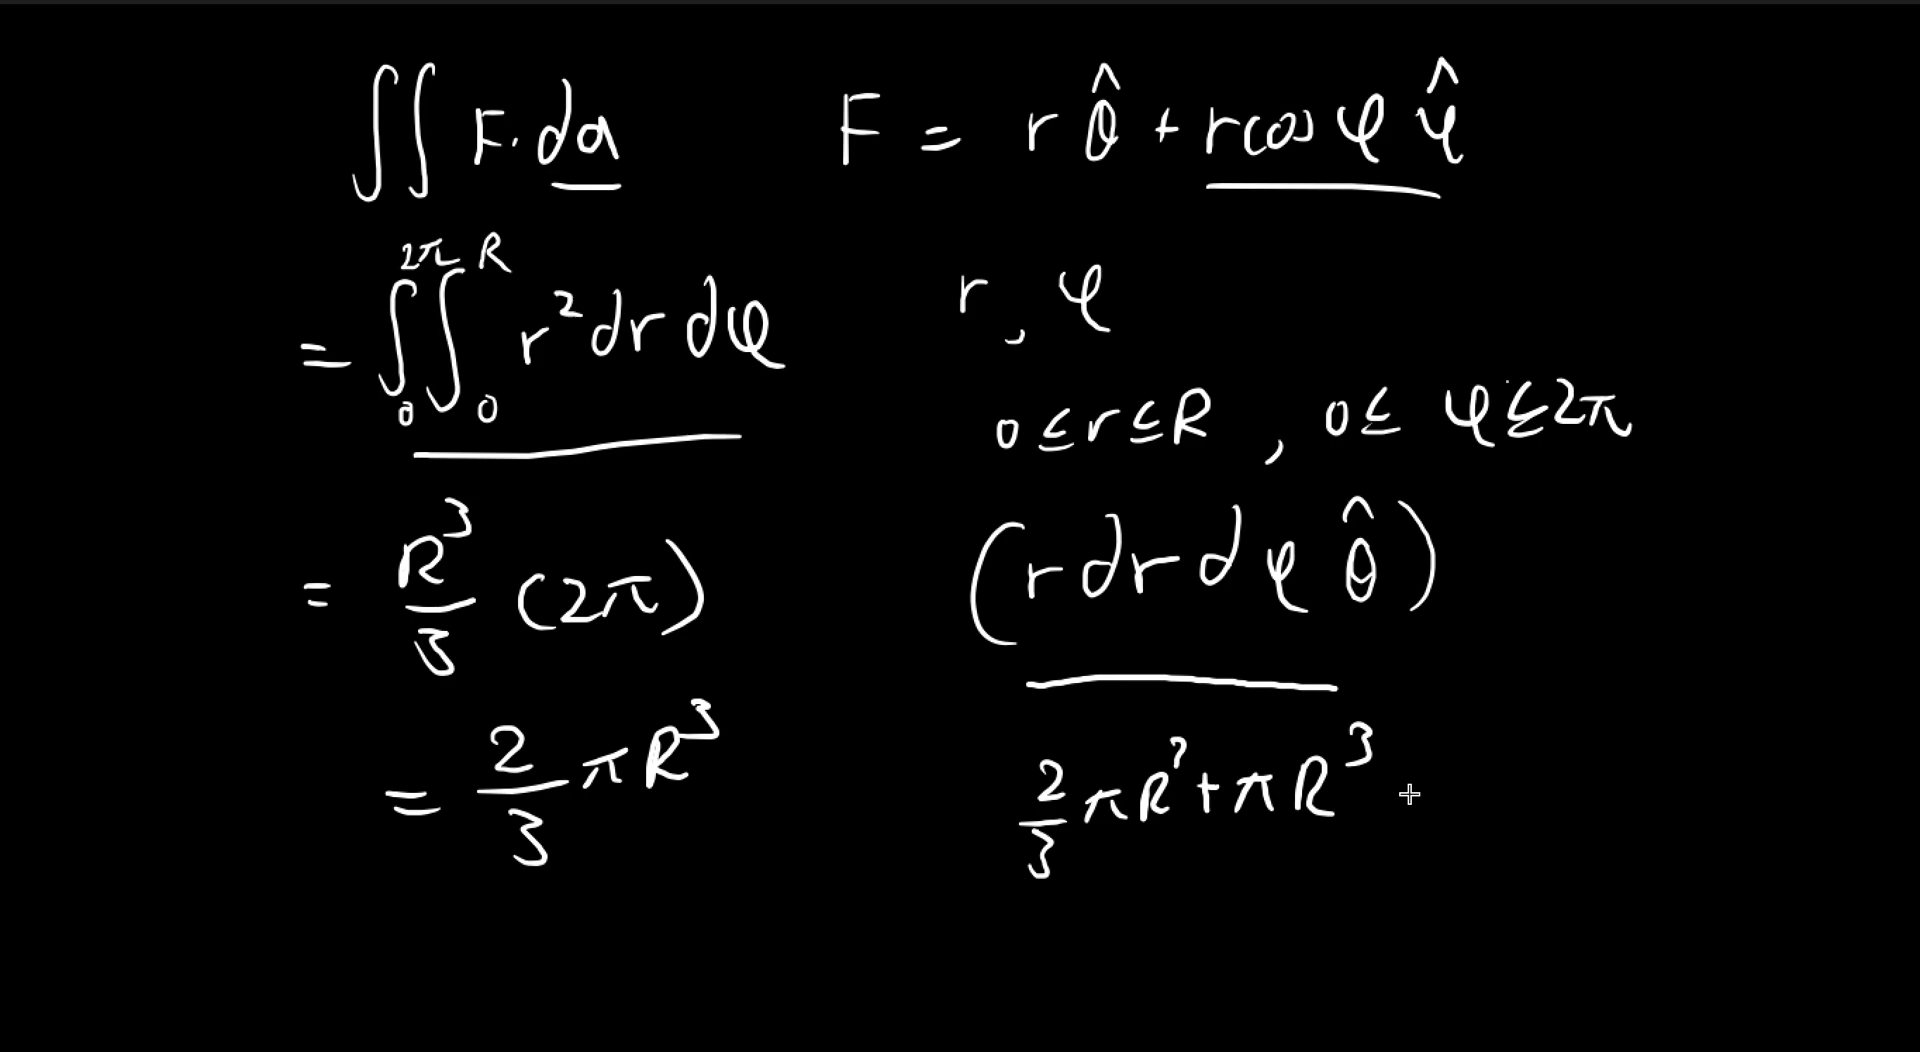 ∬ F · da    F = r θ̂ + r cos φ φ̂
= ∫₀^{2π} ∫₀^R r² dr dφ    r, φ
0 ≤ r ≤ R , 0 ≤ φ ≤ 2π
= R³/3 (2π)    (r dr dφ θ̂)
= 2/3 πR³    2/3 πR³ + πR³